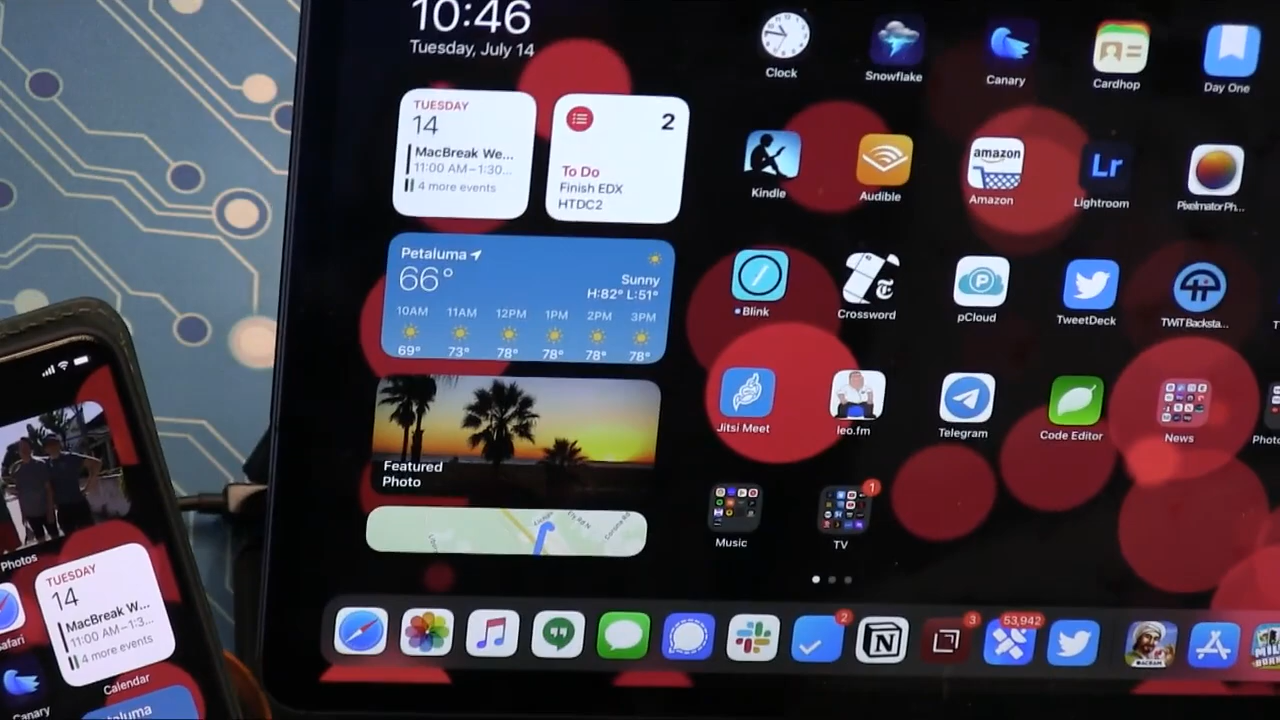 10:46
Tuesday, July 14
TUESDAY
14
MacBreak We...
11:00 AM–1:30...
4 more events
2
To Do
Finish EDX
HTDC2
Petaluma
66°
Sunny
H:82° L:51°
10AM 11AM 12PM 1PM 2PM 3PM
69° 73° 78° 78° 78° 78°
Featured
Photo
Clock
Snowflake
Canary
Cardhop
Day One
amazon
Lr
Kindle
Audible
Amazon
Lightroom
Pixelmator Ph...
Blink
Crossword
pCloud
TweetDeck
TWiT Backsta...
Jitsi Meet
leo.fm
Telegram
Code Editor
News
Photo
1
Music
TV
2
3
53,942
Photos
TUESDAY
14
MacBreak W...
11:00 AM–1:3...
4 more events
afari
Calendar
Canary
taluma